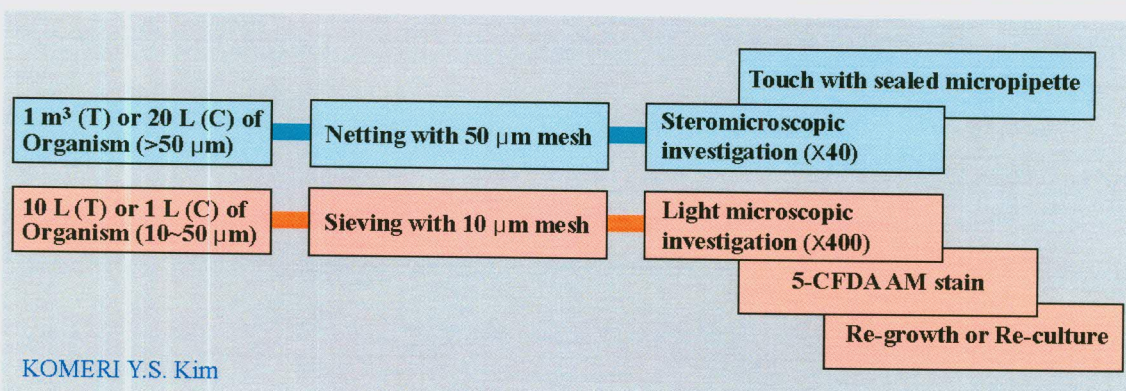 Touch with sealed micropipette
1 m³ (T) or 20 L (C) of
Organism (>50 μm)
Netting with 50 μm mesh
Steromicroscopic
investigation (X40)
10 L (T) or 1 L (C) of
Organism (10~50 μm)
Sieving with 10 μm mesh
Light microscopic
investigation (X400)
5-CFDA AM stain
Re-growth or Re-culture
KOMERI Y.S. Kim